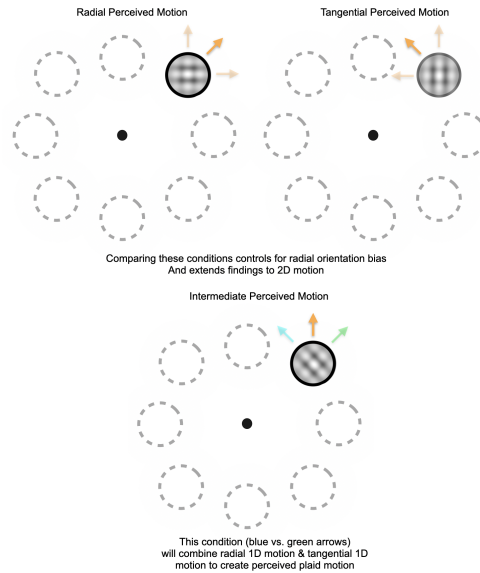 Radial Perceived Motion
Tangential Perceived Motion
Comparing these conditions controls for radial orientation bias
And extends findings to 2D motion
Intermediate Perceived Motion
This condition (blue vs. green arrows)
will combine radial 1D motion & tangential 1D
motion to create perceived plaid motion